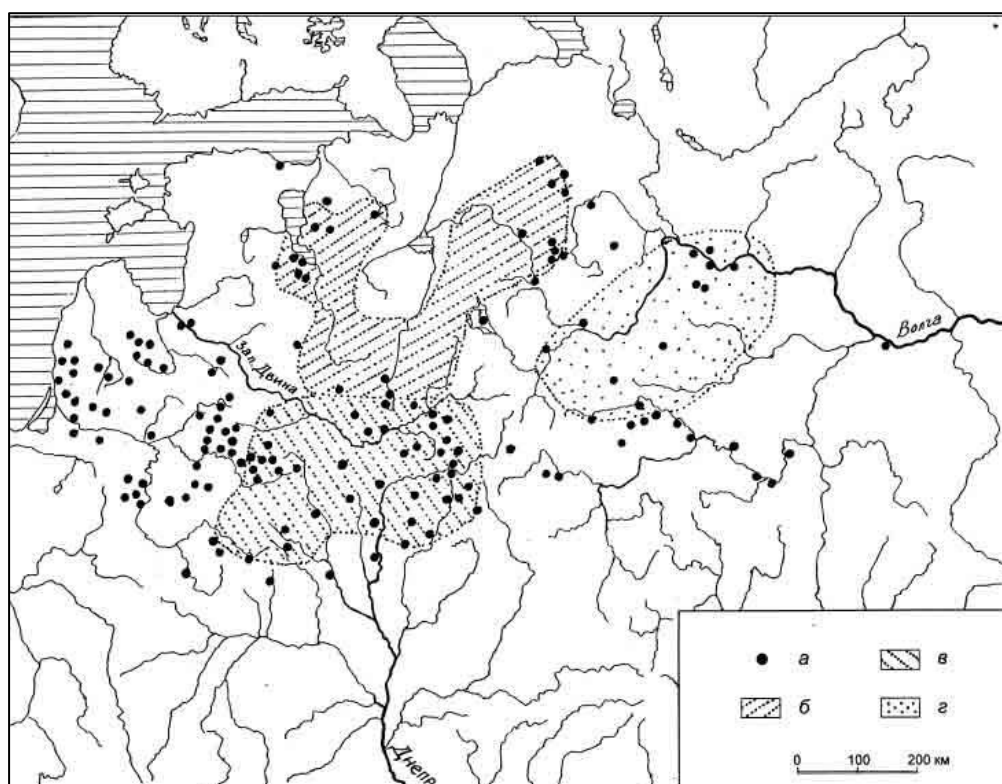 Волга
Зап. Двина
Днепр
а
б
в
г
0 100 200 км